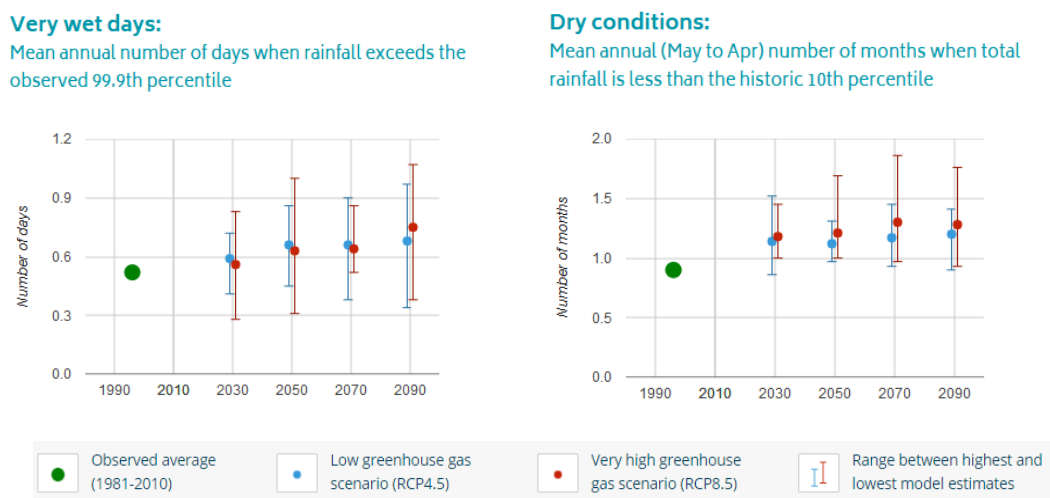 Very wet days:
Mean annual number of days when rainfall exceeds the
observed 99.9th percentile
1.2
0.9
0.6
0.3
0.0
Number of days
1990
2010
2030
2050
2070
2090
Dry conditions:
Mean annual (May to Apr) number of months when total
rainfall is less than the historic 10th percentile
2.0
1.5
1.0
0.5
0.0
Number of months
1990
2010
2030
2050
2070
2090
Observed average
(1981-2010)
Low greenhouse gas
scenario (RCP4.5)
Very high greenhouse
gas scenario (RCP8.5)
Range between highest and
lowest model estimates